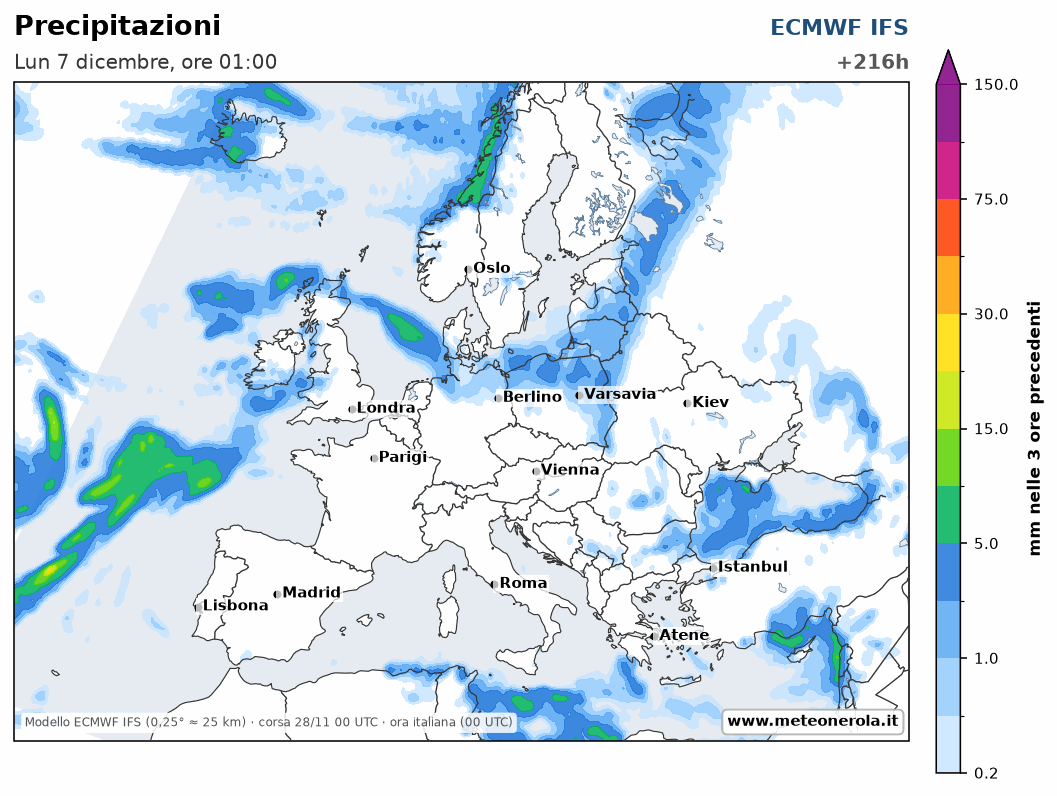 Precipitazioni
ECMWF IFS
Lun 7 dicembre, ore 01:00
+216h
150.0
75.0
30.0
15.0
5.0
1.0
0.2
mm nelle 3 ore precedenti
Oslo
Berlino
Varsavia
Kiev
Londra
Parigi
Vienna
Istanbul
Roma
Madrid
Lisbona
Atene
Modello ECMWF IFS (0,25° ≈ 25 km) · corsa 28/11 00 UTC · ora italiana (00 UTC)
www.meteonerola.it